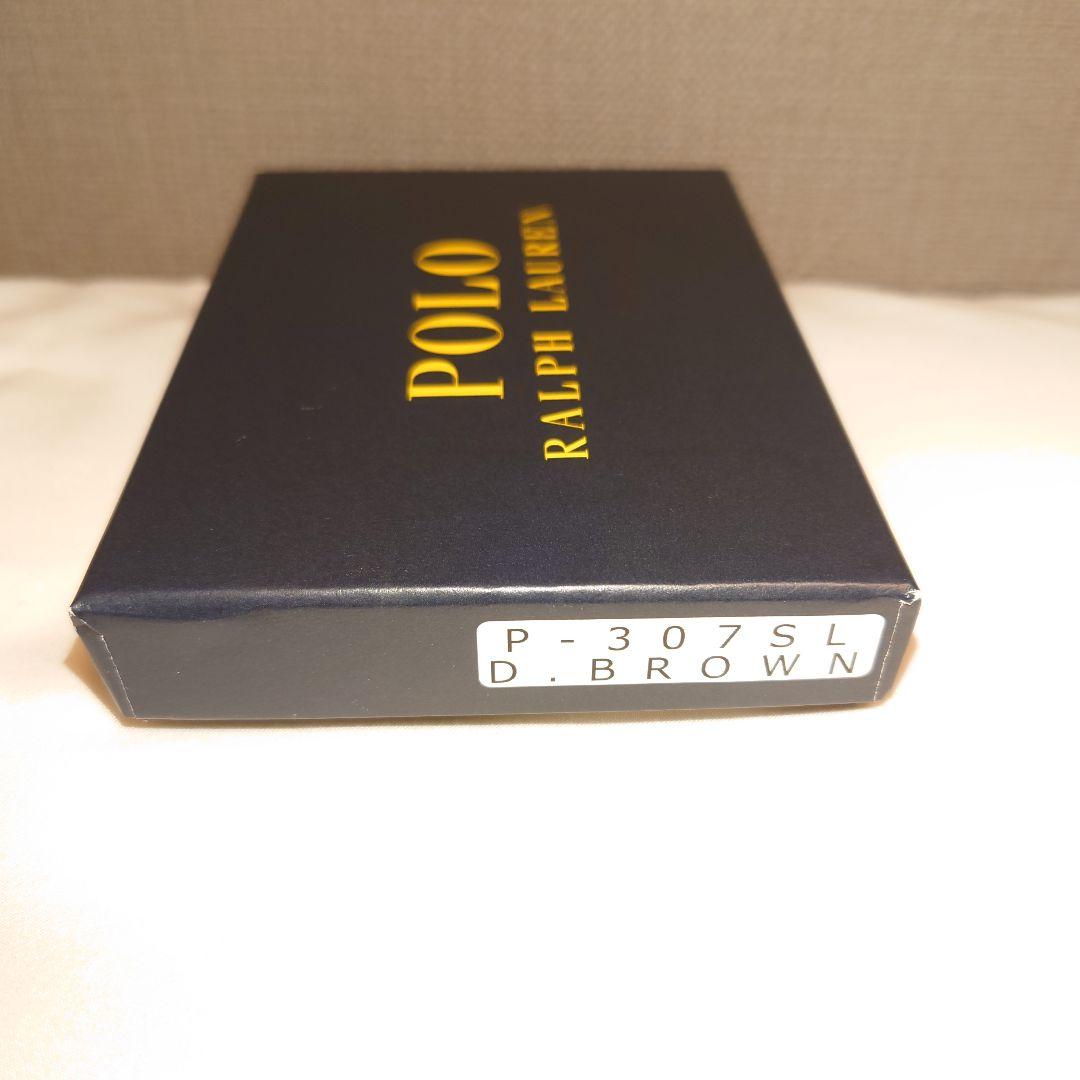 POLO
RALPH LAUREN
P-307SL
D.BROWN